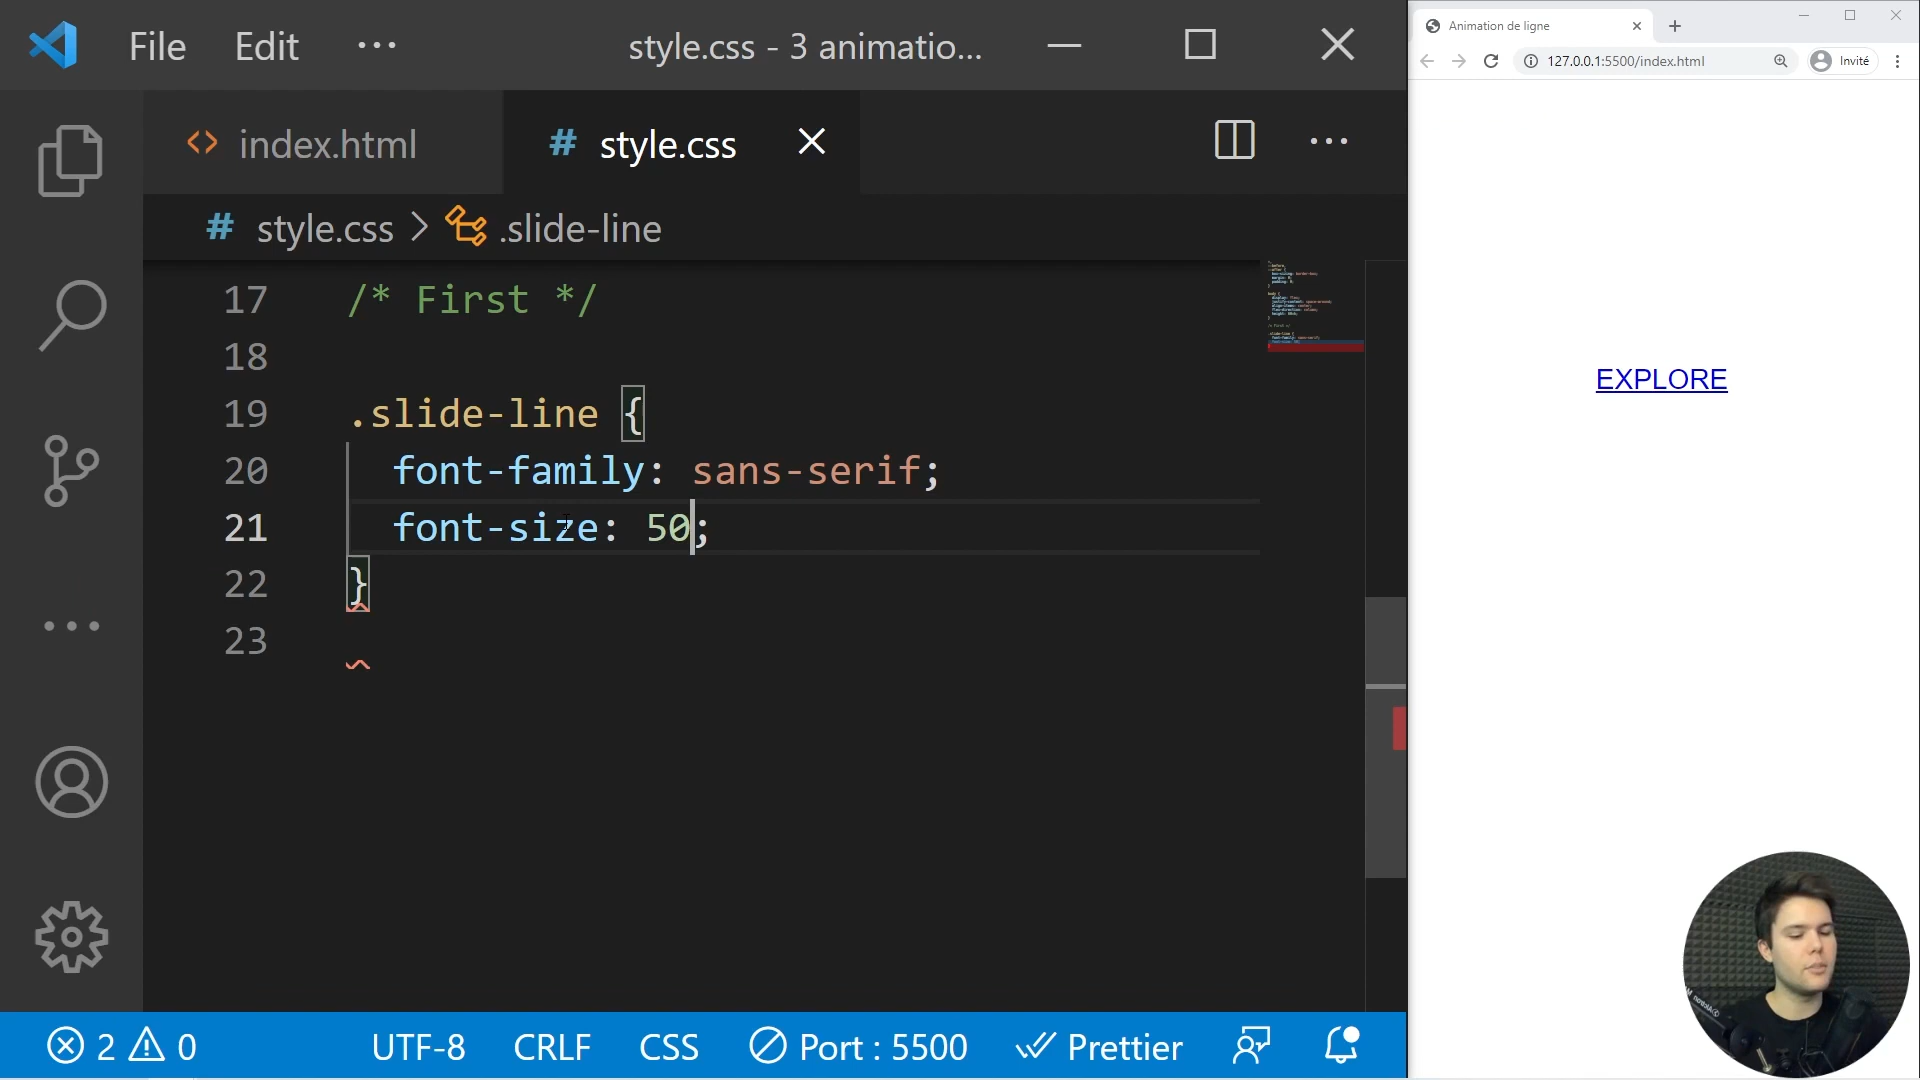 File Edit ··· style.css - 3 animatio...
index.html # style.css
# style.css > .slide-line
17 /* First */
18
19 .slide-line {
20 font-family: sans-serif;
21 font-size: 50;
22 }
23
2 0 UTF-8 CRLF CSS Port : 5500 Prettier
Animation de ligne
127.0.0.1:5500/index.html Invité
EXPLORE